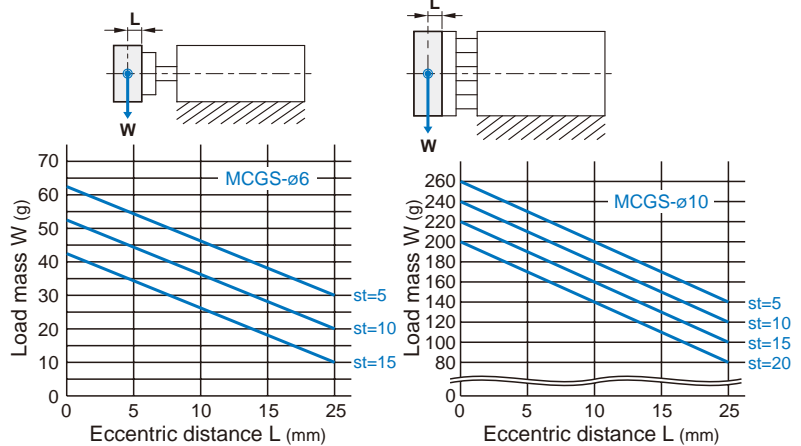 L
W
L
W
MCGS-ø6
Load mass W (g)
70
60
50
40
30
20
10
0
0 5 10 15 25
Eccentric distance L (mm)
st=5
st=10
st=15
MCGS-ø10
Load mass W (g)
260
240
220
200
180
160
140
120
100
80
0
0 5 10 15 25
Eccentric distance L (mm)
st=5
st=10
st=15
st=20